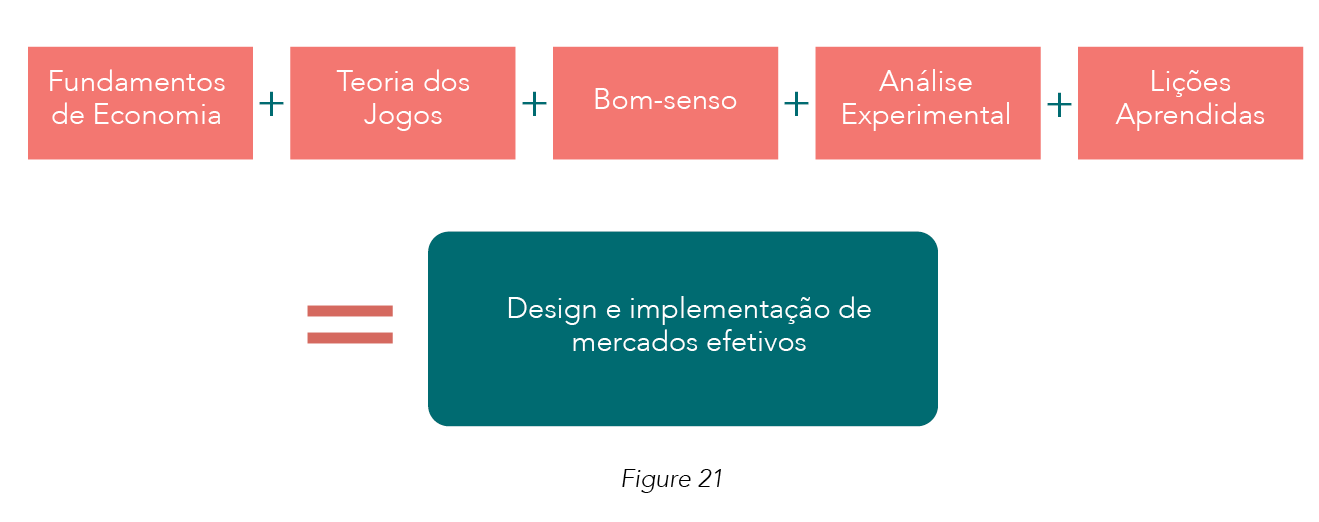 Fundamentos
de Economia
+
Teoria dos
Jogos
+
Bom-senso
+
Análise
Experimental
+
Lições
Aprendidas
=
Design e implementação de
mercados efetivos
Figure 21